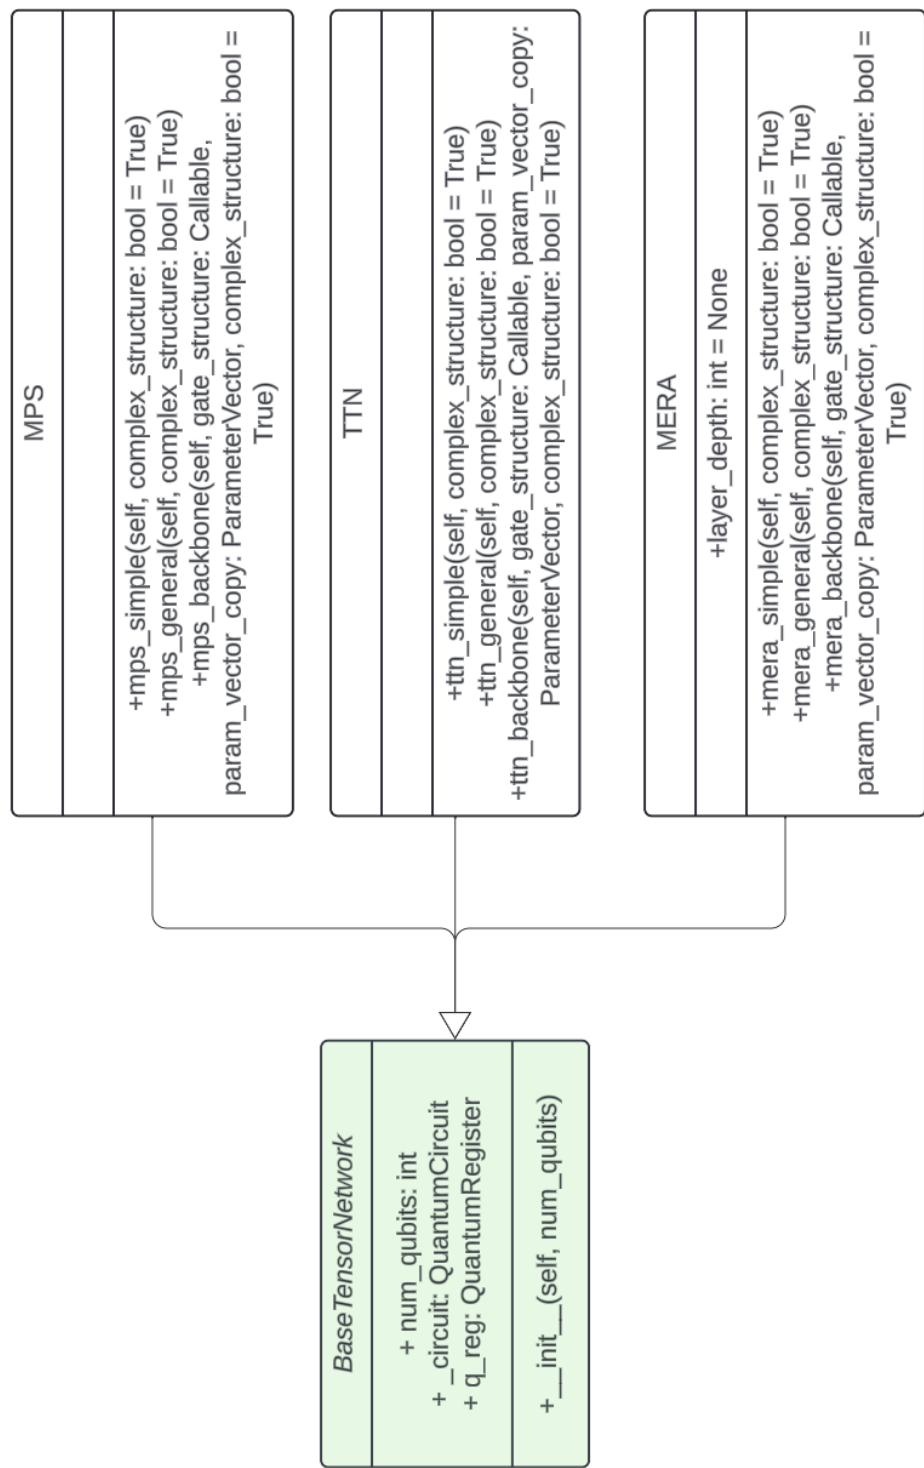 BaseTensorNetwork
+ num_qubits: int
+ _circuit: QuantumCircuit
+ q_reg: QuantumRegister
+__init__(self, num_qubits)
MPS
+mps_simple(self, complex_structure: bool = True)
+mps_general(self, complex_structure: bool = True)
+mps_backbone(self, gate_structure: Callable,
param_vector_copy: ParameterVector, complex_structure: bool =
True)
TTN
+ttn_simple(self, complex_structure: bool = True)
+ttn_general(self, complex_structure: bool = True)
+ttn_backbone(self, gate_structure: Callable, param_vector_copy:
ParameterVector, complex_structure: bool = True)
MERA
+layer_depth: int = None
+mera_simple(self, complex_structure: bool = True)
+mera_general(self, complex_structure: bool = True)
+mera_backbone(self, gate_structure: Callable,
param_vector_copy: ParameterVector, complex_structure: bool =
True)